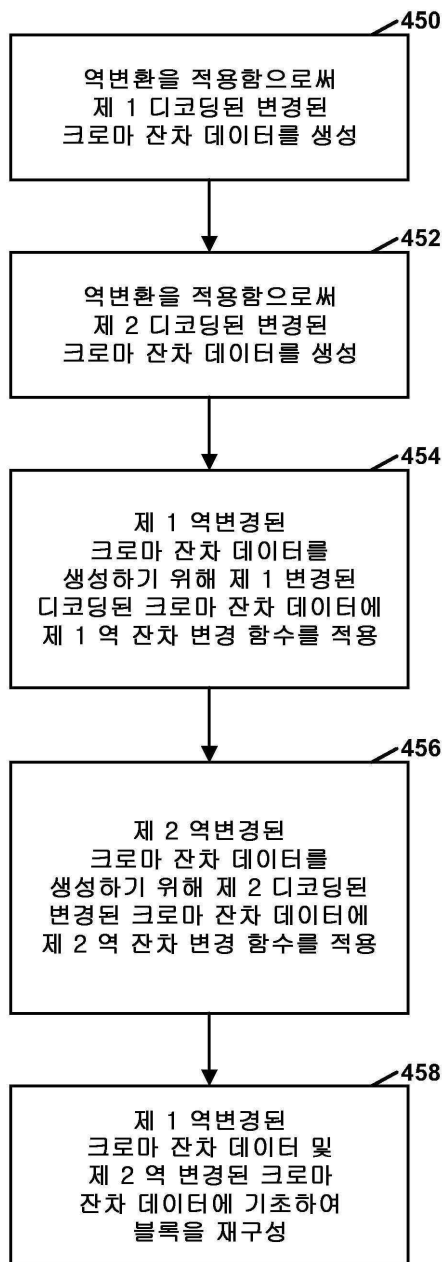 450
역변환을 적용함으로써
제 1 디코딩된 변경된
크로마 잔차 데이터를 생성
452
역변환을 적용함으로써
제 2 디코딩된 변경된
크로마 잔차 데이터를 생성
454
제 1 역변경된
크로마 잔차 데이터를
생성하기 위해 제 1 변경된
디코딩된 크로마 잔차 데이터에
제 1 역 잔차 변경 함수를 적용
456
제 2 역변경된
크로마 잔차 데이터를
생성하기 위해 제 2 디코딩된
변경된 크로마 잔차 데이터에
제 2 역 잔차 변경 함수를 적용
458
제 1 역변경된
크로마 잔차 데이터 및
제 2 역 변경된 크로마
잔차 데이터에 기초하여
블록을 재구성